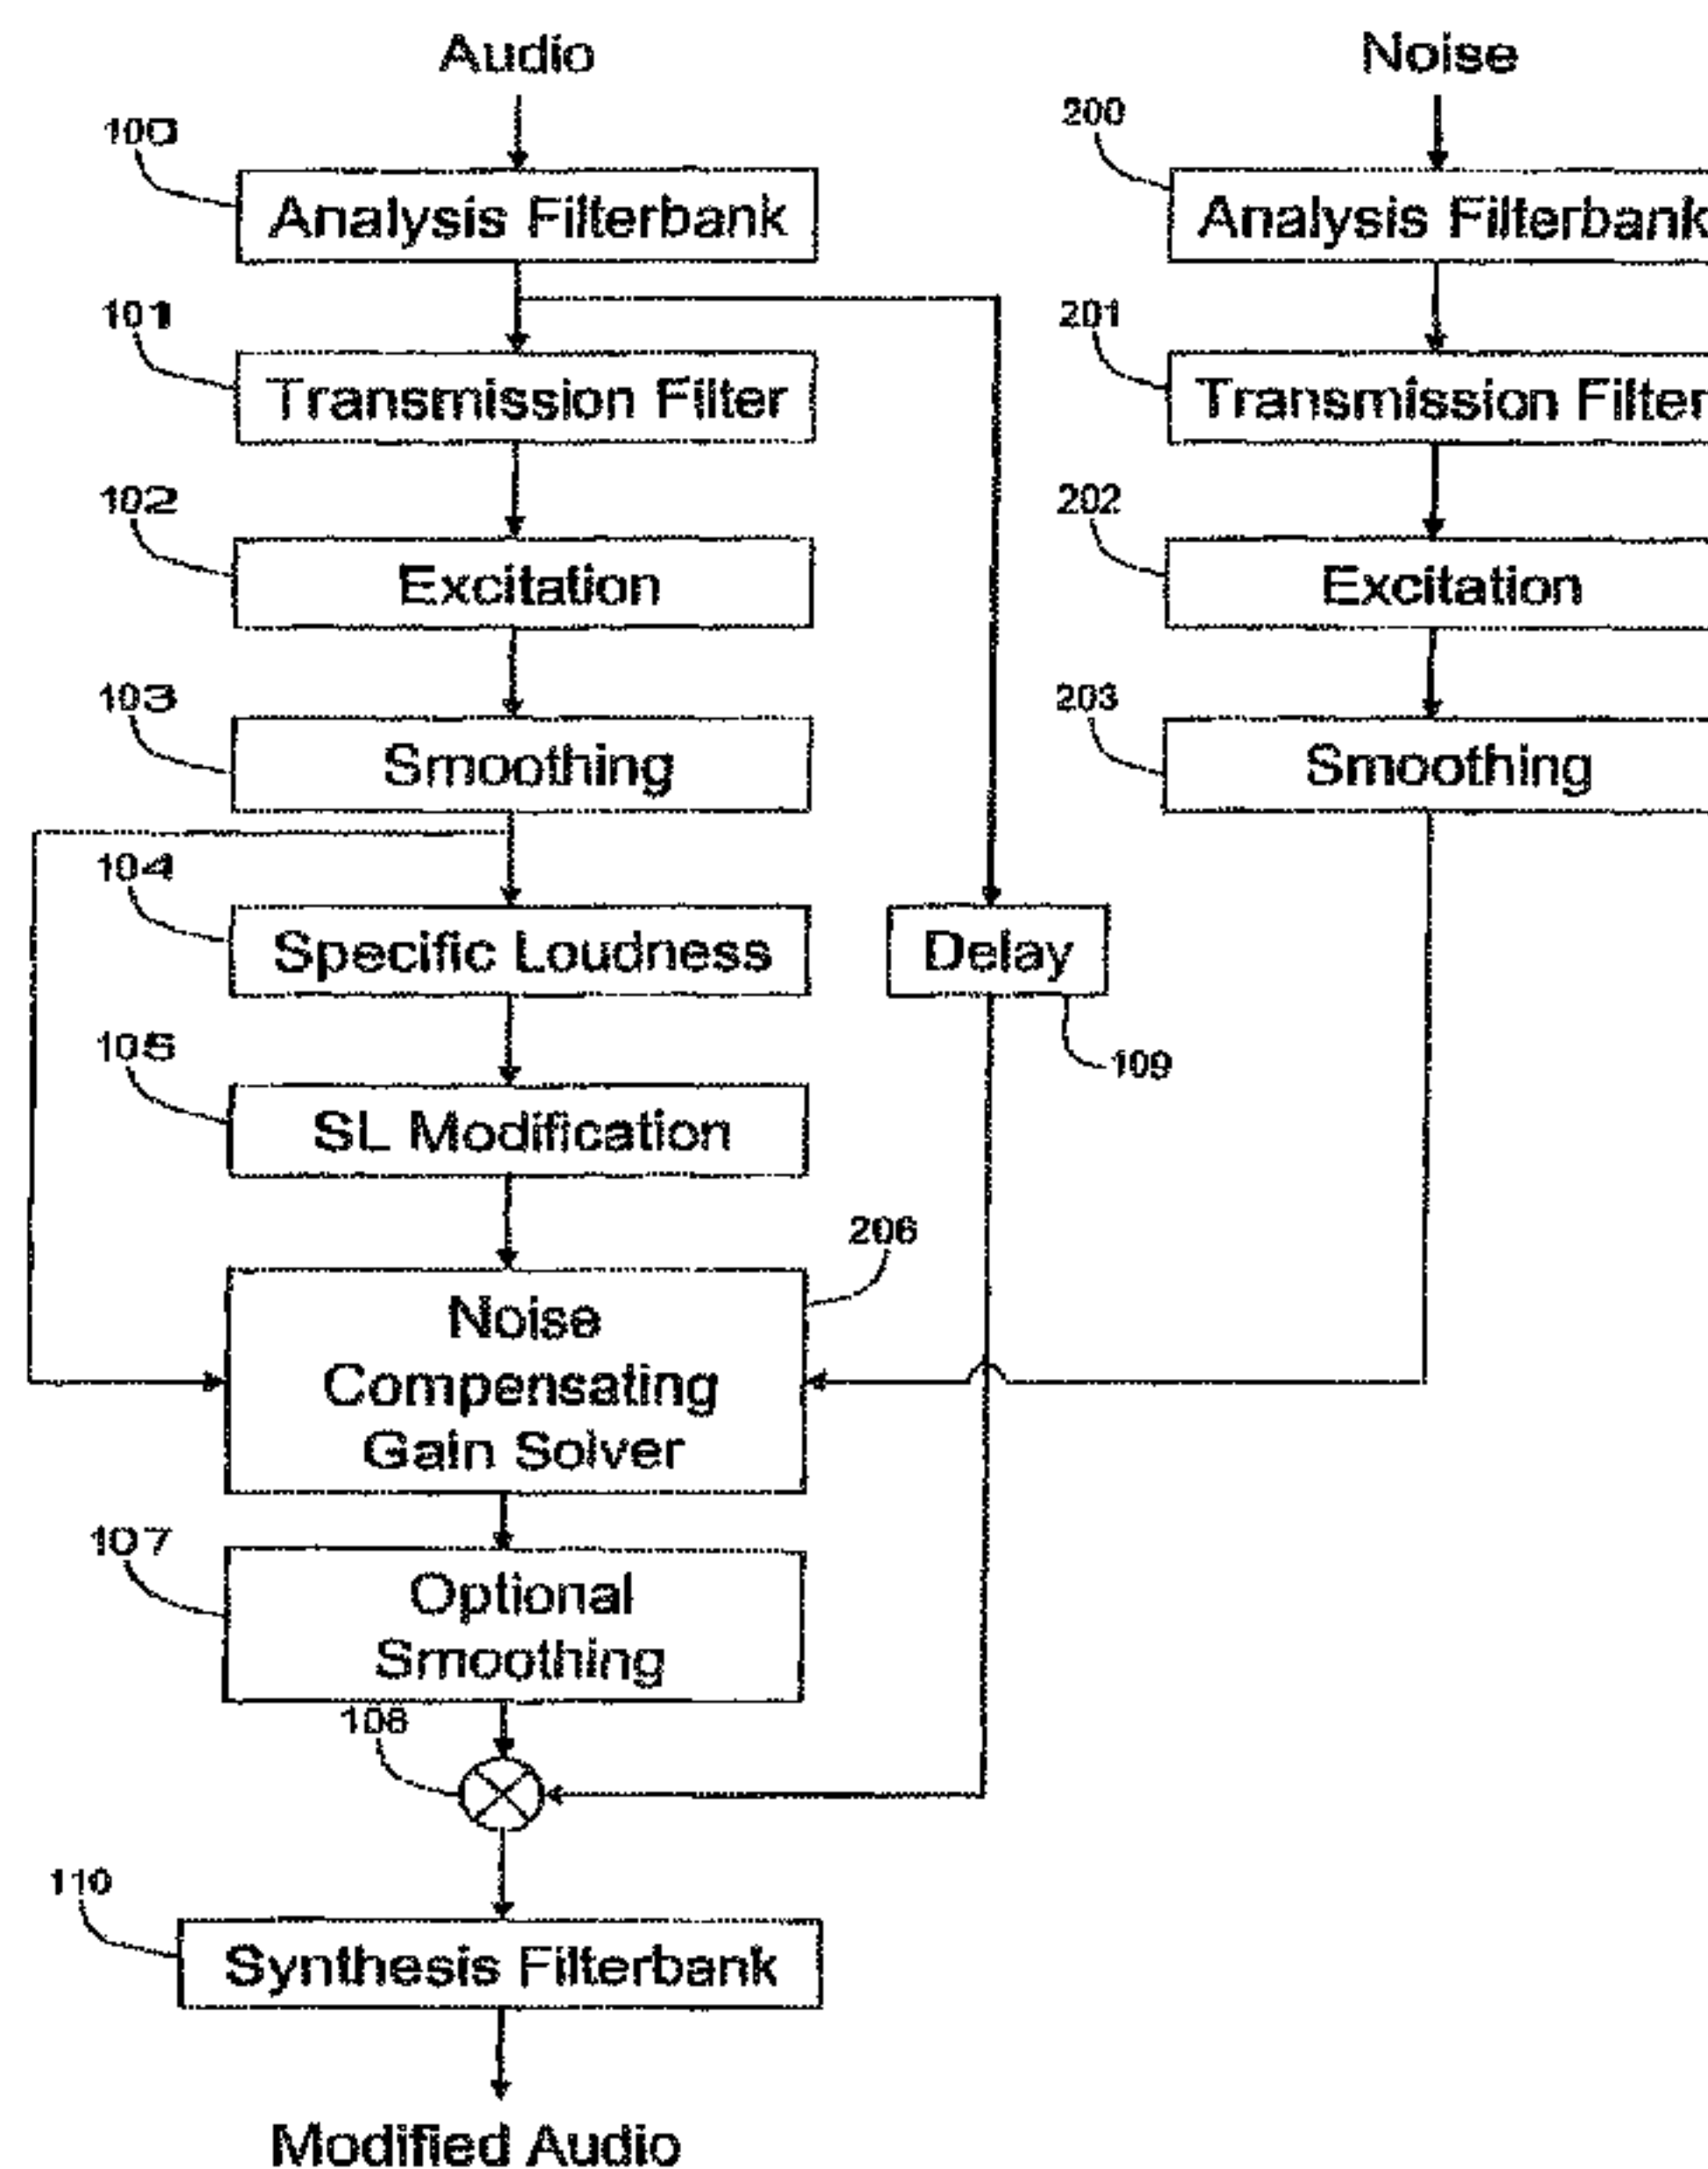 Audio
Noise
100
200
Analysis Filterbank
Analysis Filterbank
101
201
Transmission Filter
Transmission Filter
102
202
Excitation
Excitation
103
203
Smoothing
Smoothing
104
Specific Loudness
Delay
105
109
SL Modification
206
Noise
Compensating
Gain Solver
107
Optional
Smoothing
108
110
Synthesis Filterbank
Modified Audio